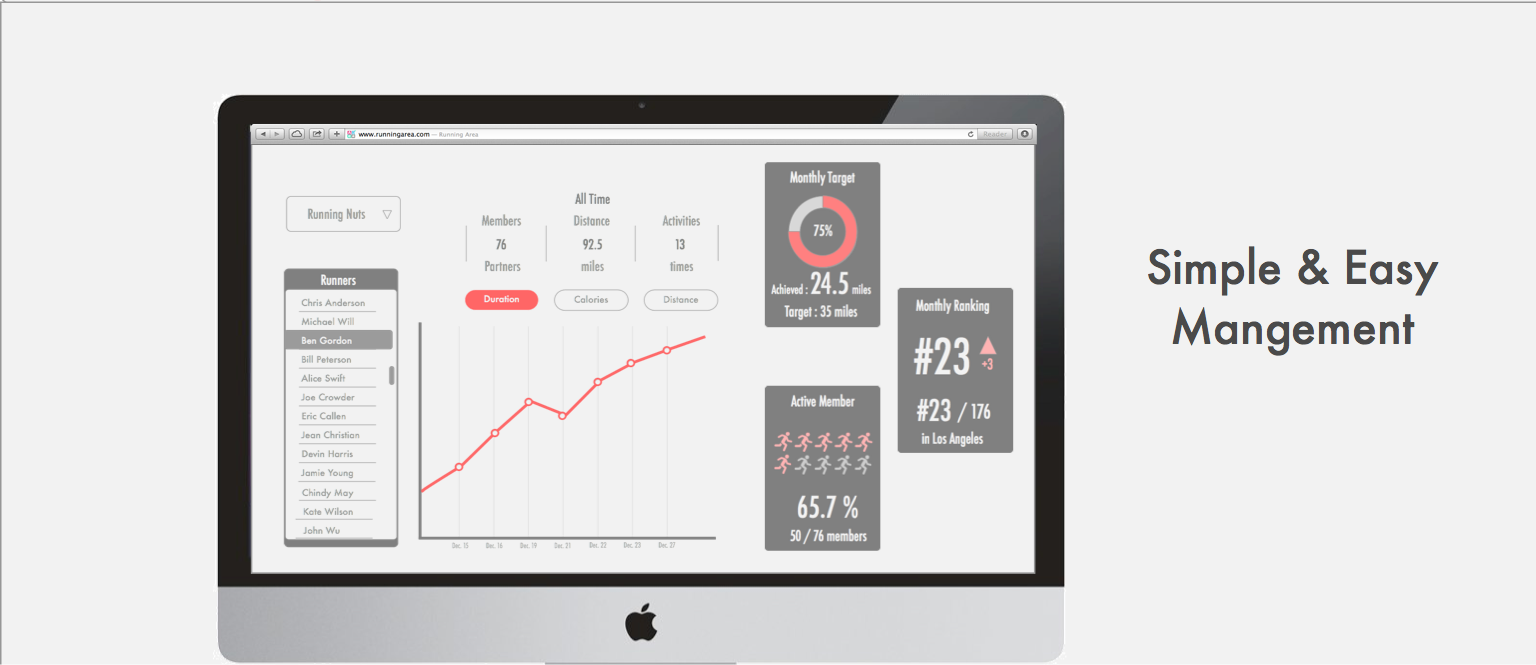 www.runningarea.com — Running Area
Reader
Running Nuts
Runners
Chris Anderson
Michael Will
Ben Gordon
Bill Peterson
Alice Swift
Joe Crowder
Eric Callen
Jean Christian
Devin Harris
Jamie Young
Chindy May
Kate Wilson
John Wu
All Time
Members Distance Activities
76 92.5 13
Partners miles times
Duration Calories Distance
Dec. 15 Dec. 16 Dec. 19 Dec. 21 Dec. 22 Dec. 23 Dec. 27
Monthly Target
75%
Achieved : 24.5 miles
Target : 35 miles
Active Member
65.7 %
50 / 76 members
Monthly Ranking
#23
+3
#23 / 176
in Los Angeles
Simple & Easy
Mangement